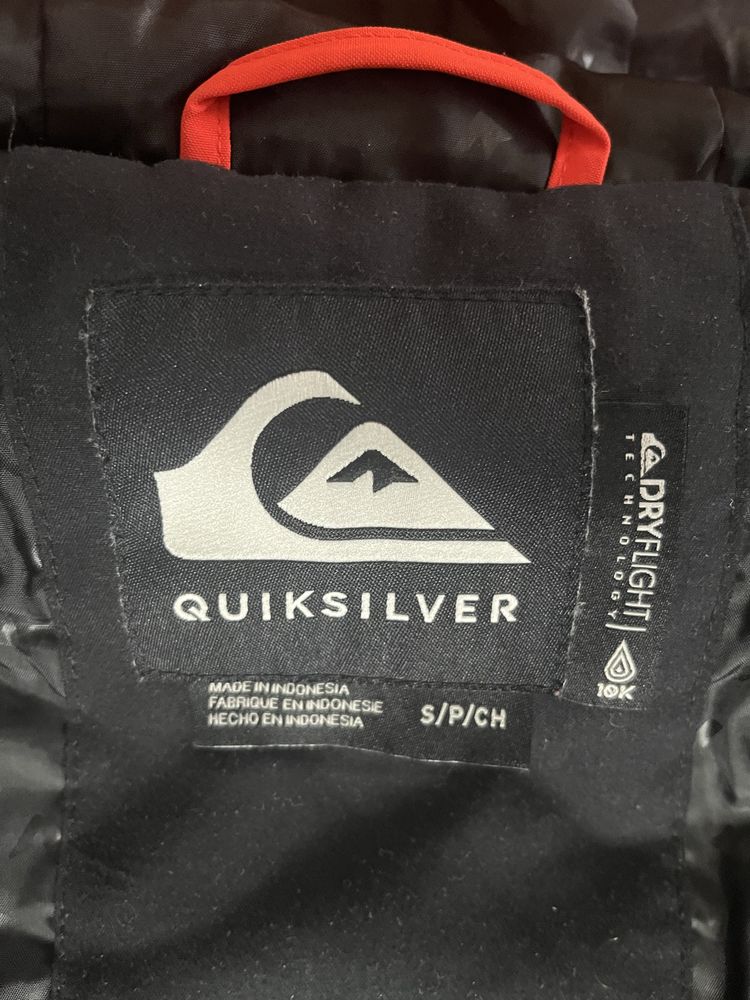 QUIKSILVER
MADE IN INDONESIA
FABRIQUE EN INDONESIE
HECHO EN INDONESIA
S/P/CH
DRYFLIGHT
TECHNOLOGY
10K